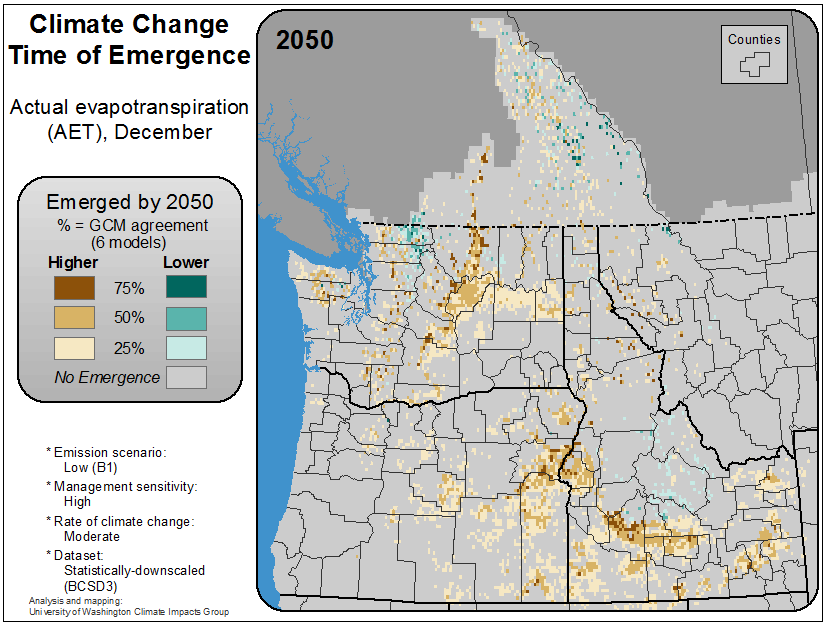 Climate Change
Time of Emergence
Actual evapotranspiration
(AET), December
Emerged by 2050
% = GCM agreement
(6 models)
Higher Lower
75%
50%
25%
No Emergence
* Emission scenario:
Low (B1)
* Management sensitivity:
High
* Rate of climate change:
Moderate
* Dataset:
Statistically-downscaled
(BCSD3)
Analysis and mapping:
University of Washington Climate Impacts Group
2050
Counties